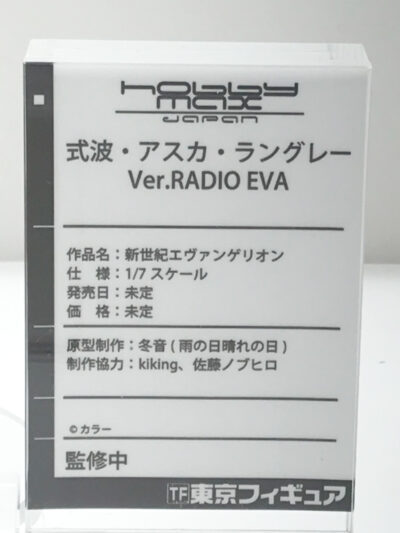 hobby
max
JAPAN
式波・アスカ・ラングレー
Ver.RADIO EVA
作品名：新世紀エヴァンゲリオン
仕　様：1/7 スケール
発売日：未定
価　格：未定
原型制作：冬音 ( 雨の日晴れの日 )
制作協力：kiking、佐藤ノブヒロ
©カラー
監修中
TF 東京フィギュア